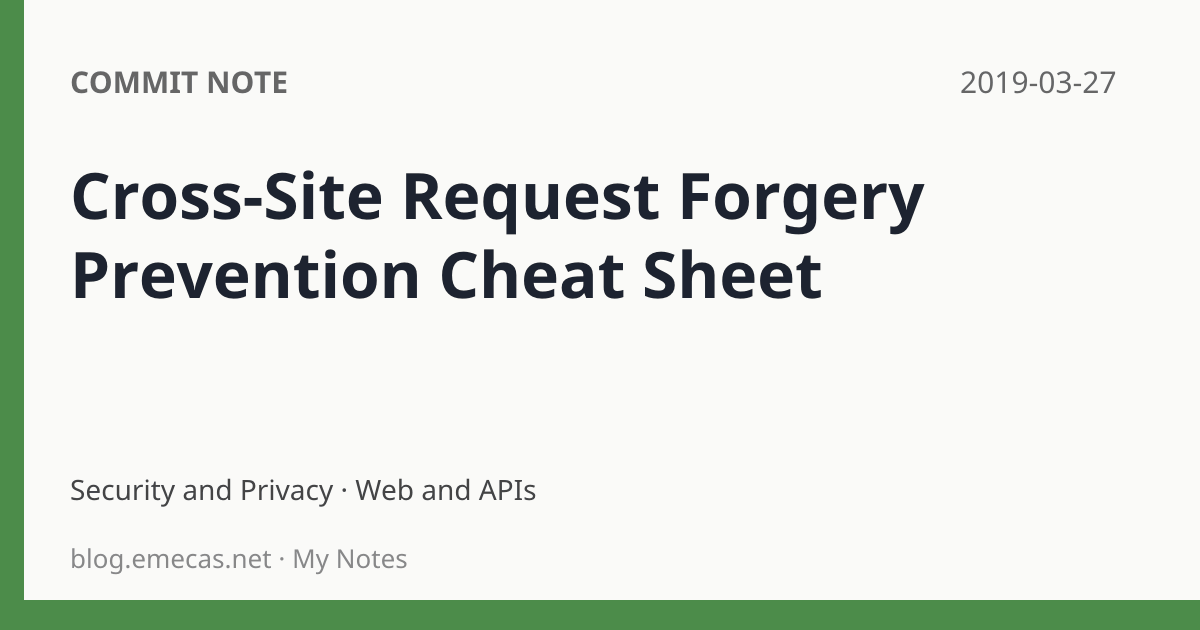 COMMIT NOTE
2019-03-27
Cross-Site Request Forgery
Prevention Cheat Sheet
Security and Privacy · Web and APIs
blog.emecas.net · My Notes